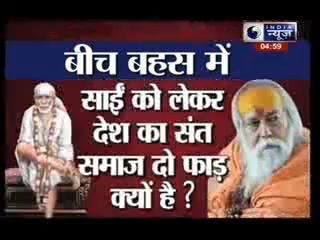 INDIA
न्यूज़
04:59
बीच बहस में
साईं को लेकर
देश का संत
समाज दो फाड़
क्यों है ?